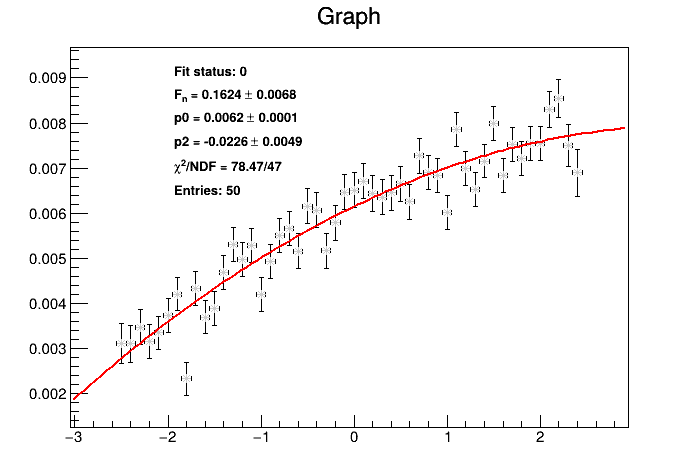 Graph
Fit status: 0
Fn = 0.1624 ± 0.0068
p0 = 0.0062 ± 0.0001
p2 = -0.0226 ± 0.0049
χ²/NDF = 78.47/47
Entries: 50
0.009
0.008
0.007
0.006
0.005
0.004
0.003
0.002
−3 −2 −1 0 1 2